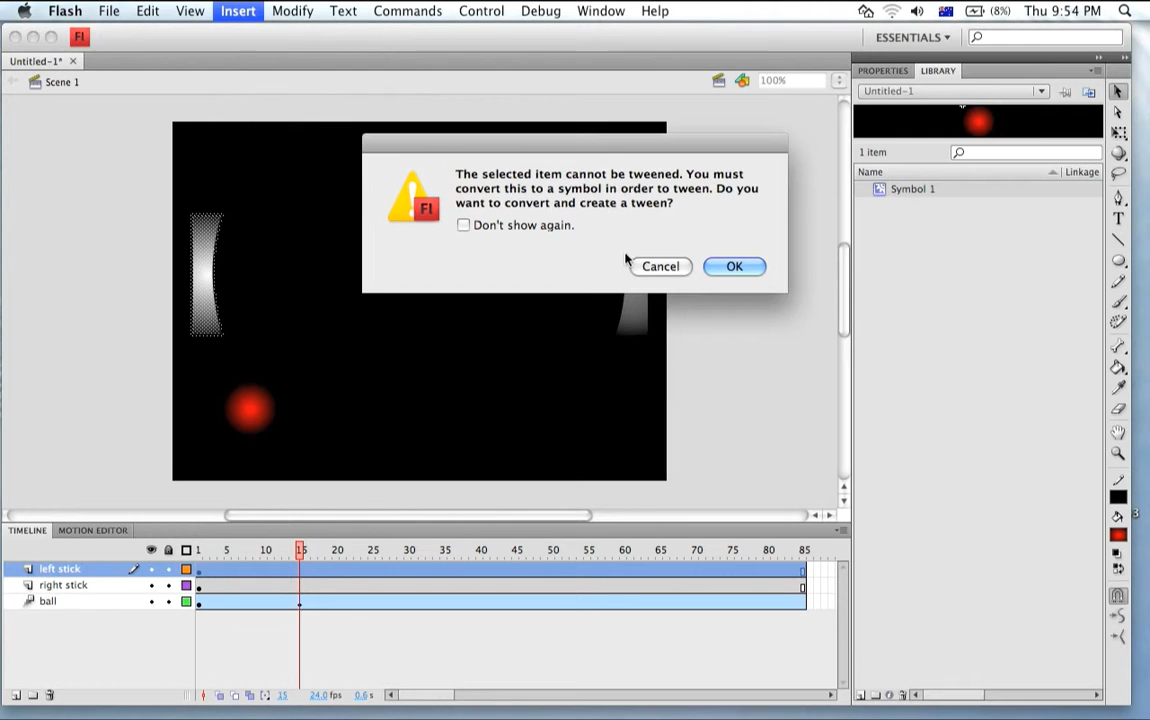 Flash File Edit View Insert Modify Text Commands Control Debug Window Help (8%) Thu 9:54 PM
Fl ESSENTIALS
Untitled-1*
Scene 1 100%
PROPERTIES LIBRARY
Untitled-1
1 item
Name Linkage
Symbol 1
The selected item cannot be tweened. You must
convert this to a symbol in order to tween. Do you
want to convert and create a tween?
Fl
Don't show again.
Cancel OK
T
3
TIMELINE MOTION EDITOR
1 5 10 15 20 25 30 35 40 45 50 55 60 65 70 75 80 85
left stick
right stick
ball
15 24.0 fps 0.6 s